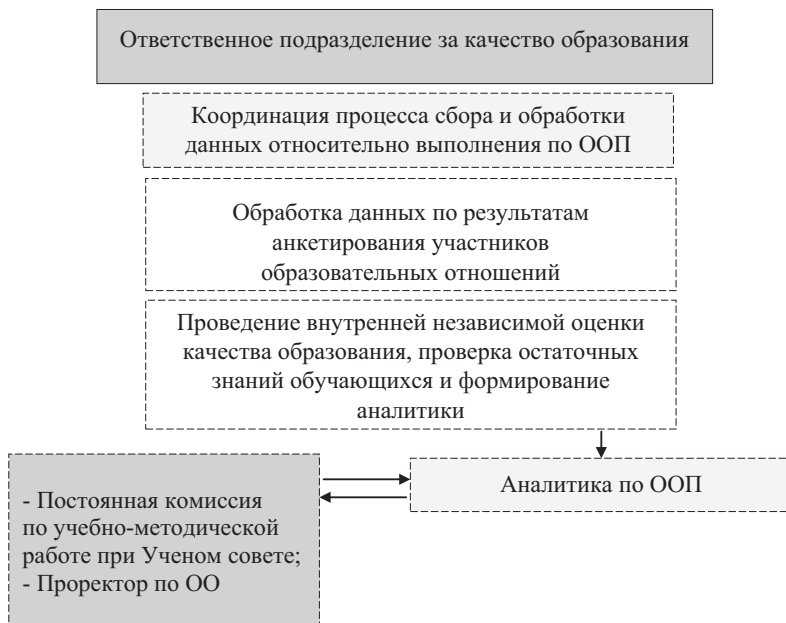 Ответственное подразделение за качество образования
Координация процесса сбора и обработки
данных относительно выполнения по ООП
Обработка данных по результатам
анкетирования участников
образовательных отношений
Проведение внутренней независимой оценки
качества образования, проверка остаточных
знаний обучающихся и формирование
аналитики
Аналитика по ООП
- Постоянная комиссия
по учебно-методической
работе при Ученом совете;
- Проректор по ОО